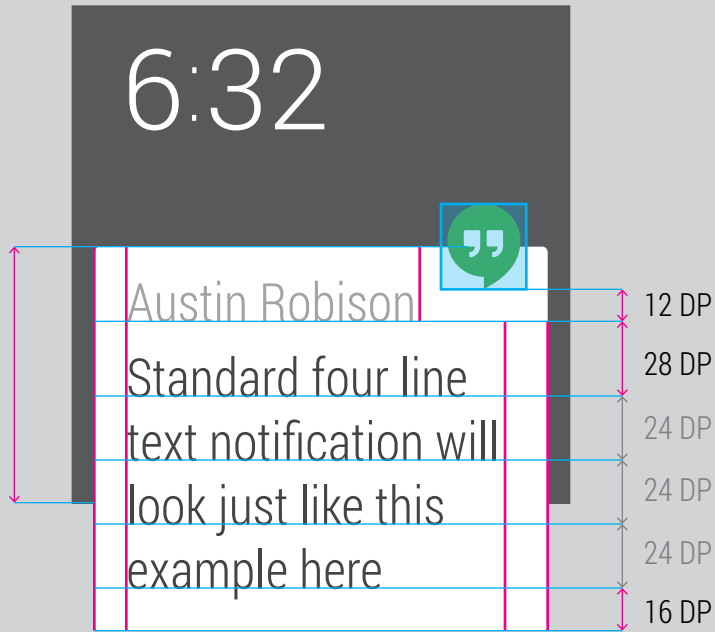 6:32
Austin Robison
12 DP
28 DP
Standard four line
24 DP
text notification will
24 DP
look just like this
24 DP
example here
16 DP